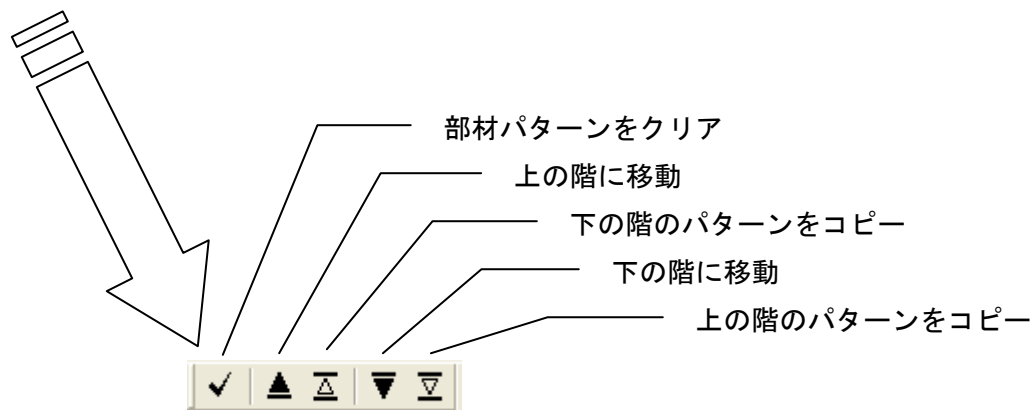 部材パターンをクリア
上の階に移動
下の階のパターンをコピー
下の階に移動
上の階のパターンをコピー